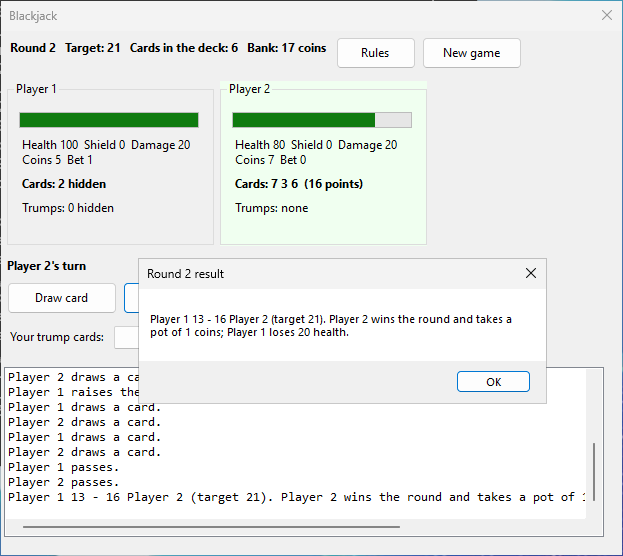 Blackjack
Round 2 Target: 21 Cards in the deck: 6 Bank: 17 coins Rules New game
Player 1
Health 100 Shield 0 Damage 20
Coins 5 Bet 1
Cards: 2 hidden
Trumps: 0 hidden
Player 2
Health 80 Shield 0 Damage 20
Coins 7 Bet 0
Cards: 7 3 6 (16 points)
Trumps: none
Player 2's turn
Draw card
Your trump cards:
Round 2 result
Player 1 13 - 16 Player 2 (target 21). Player 2 wins the round and takes a
pot of 1 coins; Player 1 loses 20 health.
OK
Player 2 draws a ca
Player 1 raises the
Player 1 draws a card.
Player 2 draws a card.
Player 1 draws a card.
Player 2 draws a card.
Player 1 passes.
Player 2 passes.
Player 1 13 - 16 Player 2 (target 21). Player 2 wins the round and takes a pot of 1